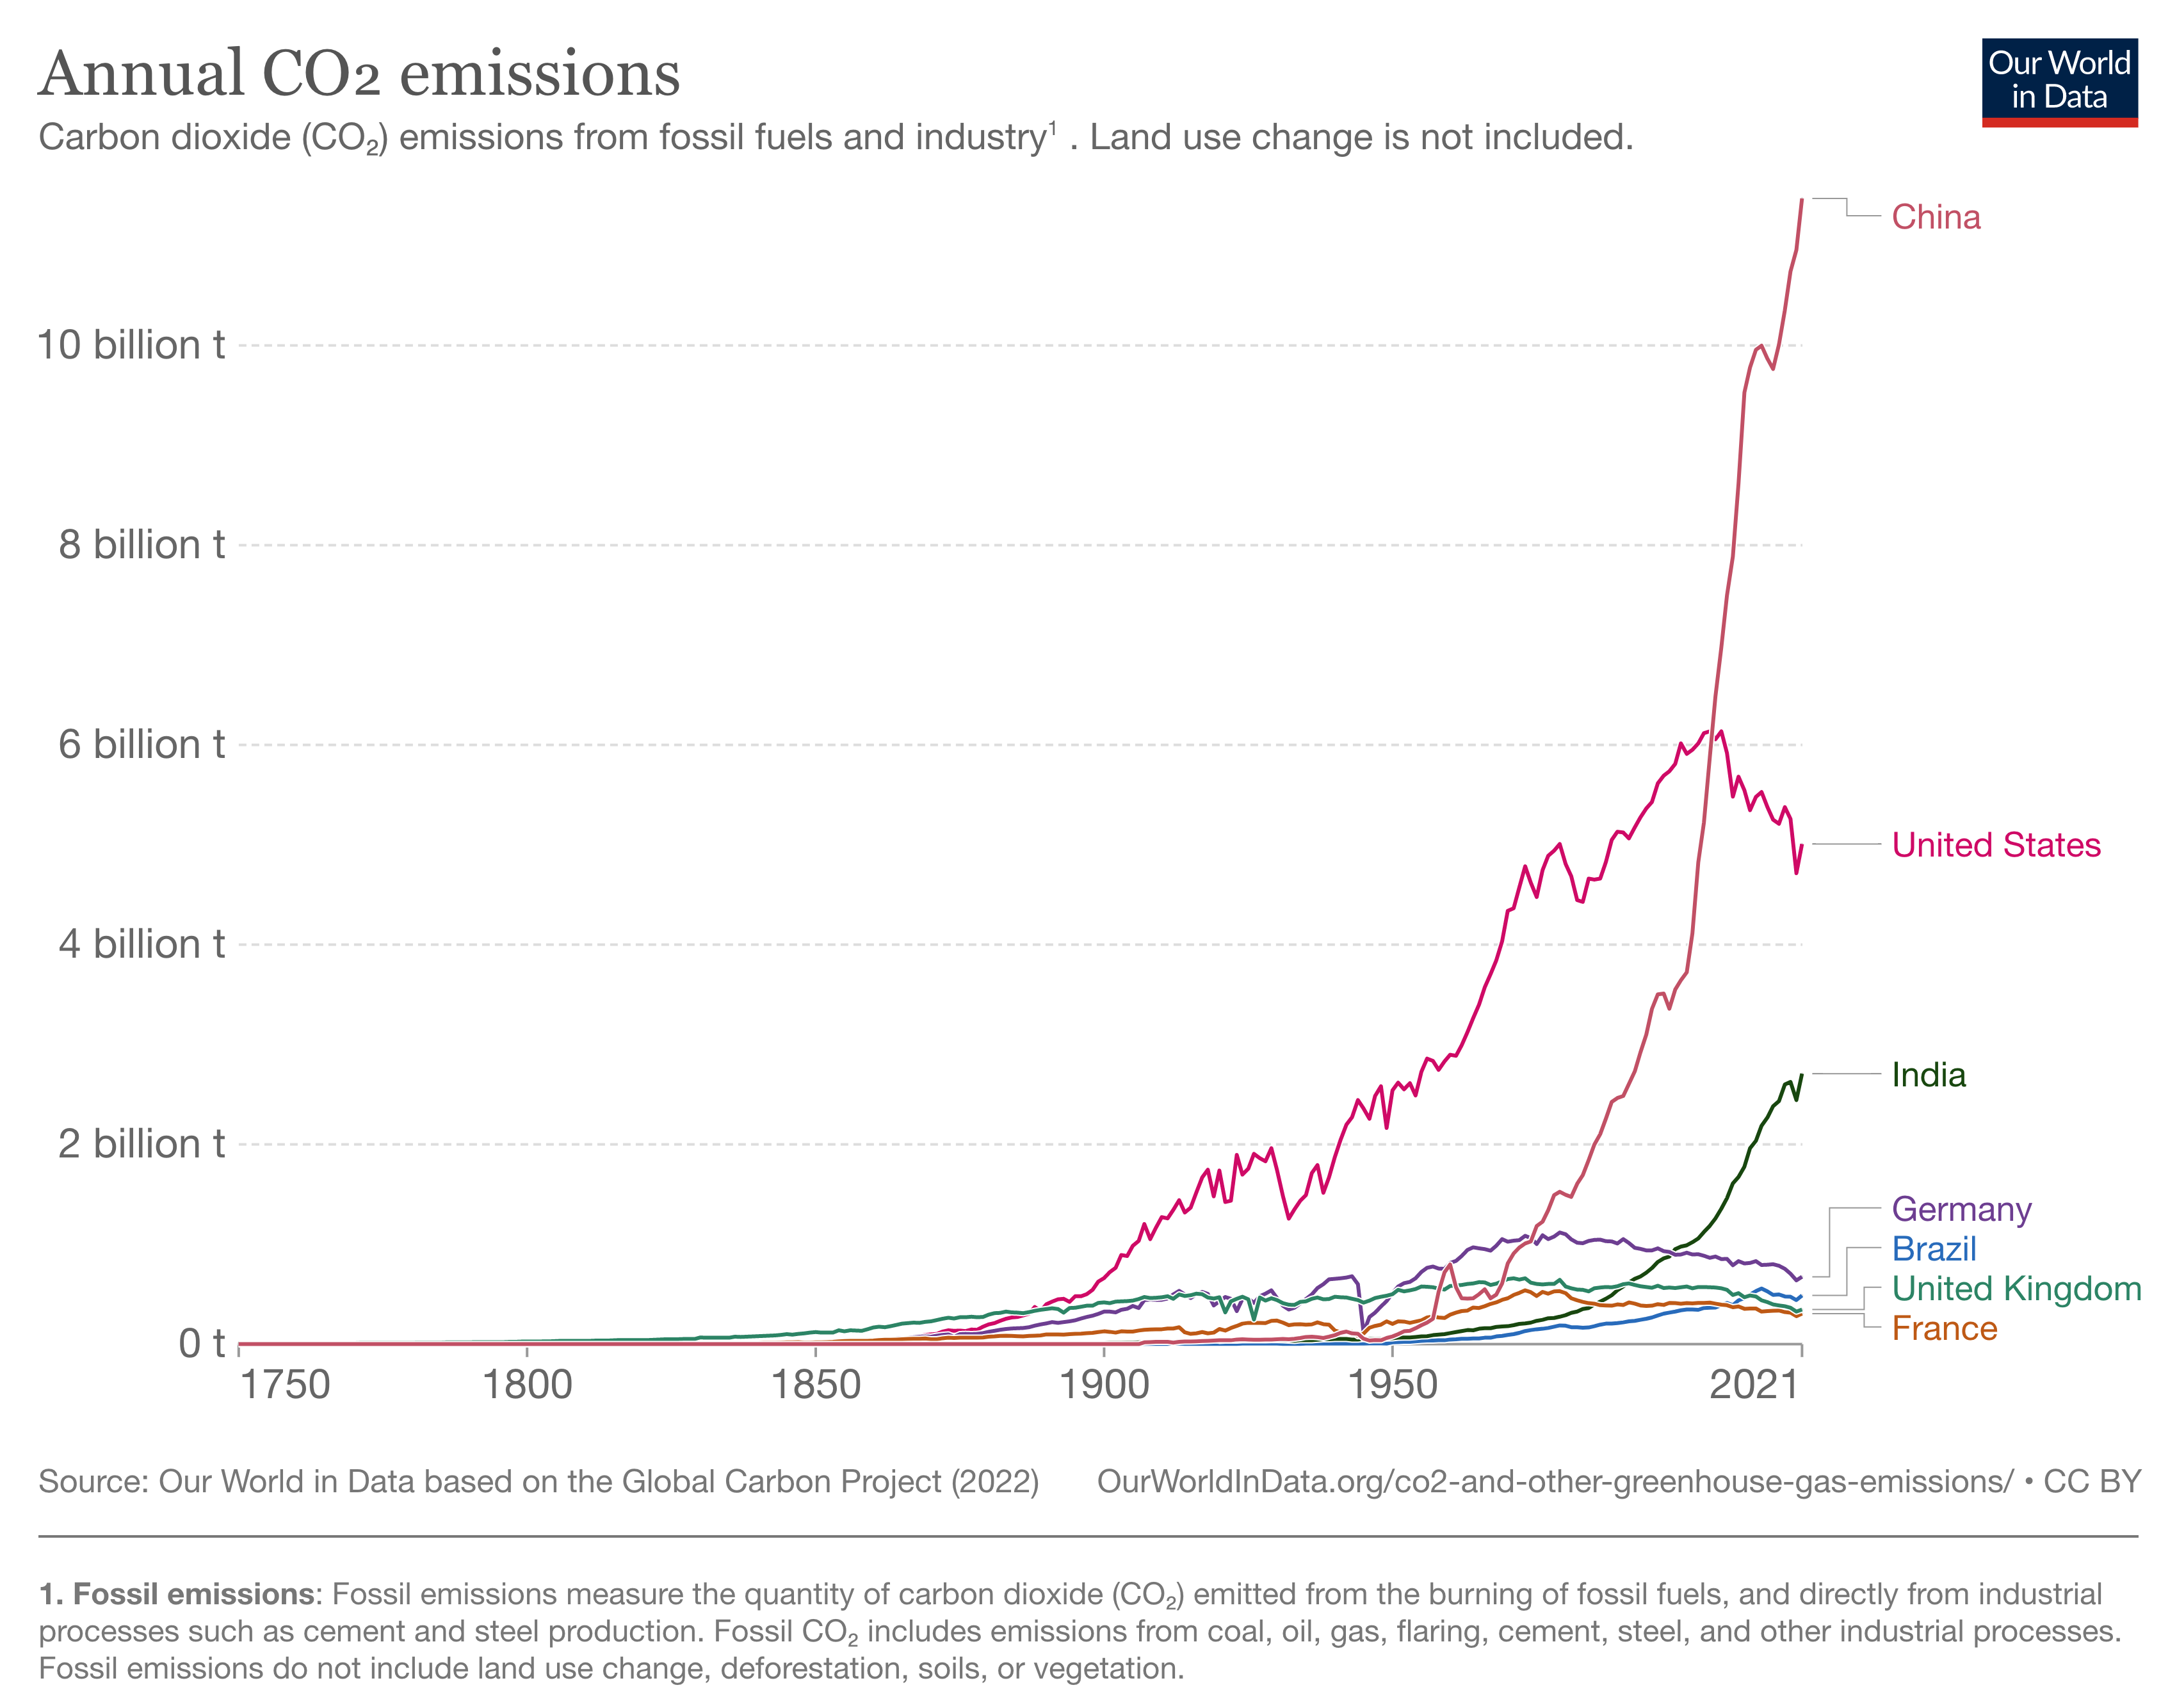 Annual CO2 emissions
Our World
in Data
Carbon dioxide (CO₂) emissions from fossil fuels and industry¹ . Land use change is not included.
China
10 billion t
8 billion t
6 billion t
United States
4 billion t
India
2 billion t
Germany
Brazil
United Kingdom
France
0 t
1750 1800 1850 1900 1950 2021
Source: Our World in Data based on the Global Carbon Project (2022) OurWorldInData.org/co2-and-other-greenhouse-gas-emissions/ • CC BY
1. Fossil emissions: Fossil emissions measure the quantity of carbon dioxide (CO₂) emitted from the burning of fossil fuels, and directly from industrial
processes such as cement and steel production. Fossil CO₂ includes emissions from coal, oil, gas, flaring, cement, steel, and other industrial processes.
Fossil emissions do not include land use change, deforestation, soils, or vegetation.